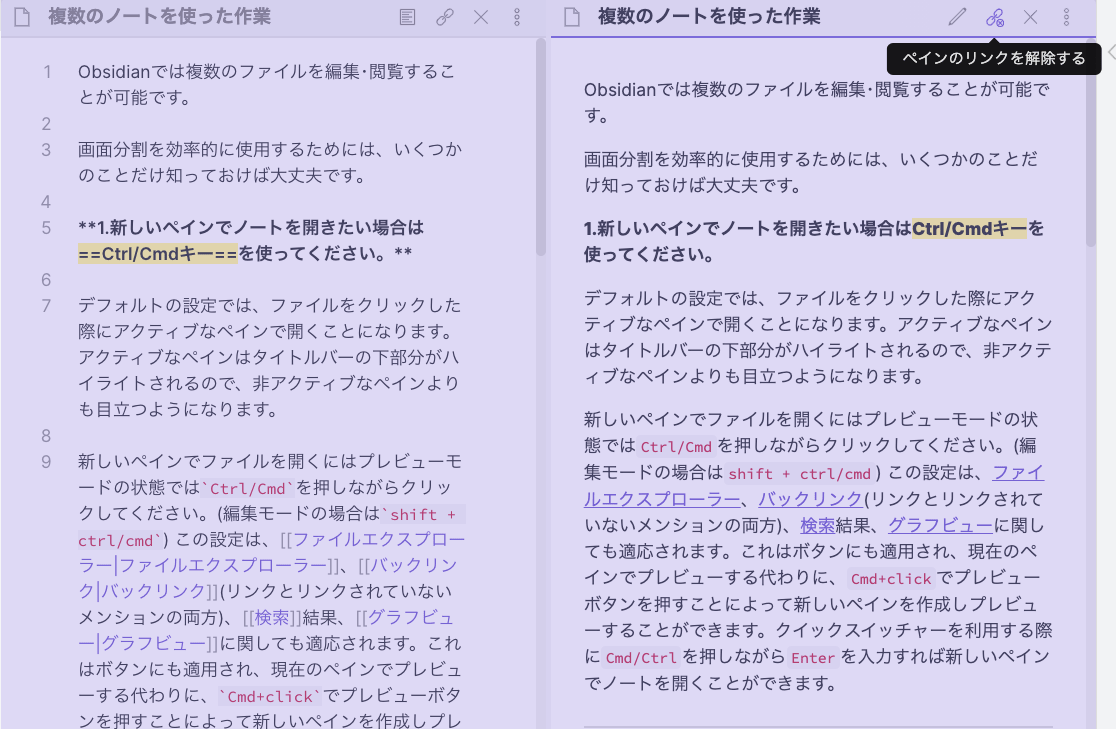 複数のノートを使った作業
1 Obsidianでは複数のファイルを編集・閲覧するこ
とが可能です。
2
3 画面分割を効率的に使用するためには、いくつか
のことだけ知っておけば大丈夫です。
4
5 **1.新しいペインでノートを開きたい場合は
==Ctrl/Cmdキー==を使ってください。**
6
7 デフォルトの設定では、ファイルをクリックした
際にアクティブなペインで開くことになります。
アクティブなペインはタイトルバーの下部分がハ
イライトされるので、非アクティブなペインより
も目立つようになります。
8
9 新しいペインでファイルを開くにはプレビューモ
ードの状態では`Ctrl/Cmd`を押しながらクリッ
クしてください。(編集モードの場合は`shift +
ctrl/cmd`) この設定は、[[ファイルエクスプロー
ラー|ファイルエクスプローラー]]、[[バックリン
ク|バックリンク]](リンクとリンクされていない
メンションの両方)、[[検索]]結果、[[グラフビュ
ー|グラフビュー]]に関しても適応されます。これ
はボタンにも適用され、現在のペインでプレビュ
ーする代わりに、`Cmd+click`でプレビューボタ
ンを押すことによって新しいペインを作成しプレ
複数のノートを使った作業
ペインのリンクを解除する
Obsidianでは複数のファイルを編集・閲覧することが可能で
す。
画面分割を効率的に使用するためには、いくつかのことだ
け知っておけば大丈夫です。
1.新しいペインでノートを開きたい場合はCtrl/Cmdキーを
使ってください。
デフォルトの設定では、ファイルをクリックした際にアク
ティブなペインで開くことになります。アクティブなペイン
はタイトルバーの下部分がハイライトされるので、非アクテ
ィブなペインよりも目立つようになります。
新しいペインでファイルを開くにはプレビューモードの状
態ではCtrl/Cmdを押しながらクリックしてください。(編
集モードの場合はshift + ctrl/cmd) この設定は、ファイ
ルエクスプローラー、バックリンク(リンクとリンクされて
いないメンションの両方)、検索結果、グラフビューに関し
ても適応されます。これはボタンにも適用され、現在のペ
インでプレビューする代わりに、Cmd+clickでプレビュー
ボタンを押すことによって新しいペインを作成しプレビュ
ーすることができます。クイックスイッチャーを利用する際
にCmd/Ctrlを押しながらEnterを入力すれば新しいペイン
でノートを開くことができます。